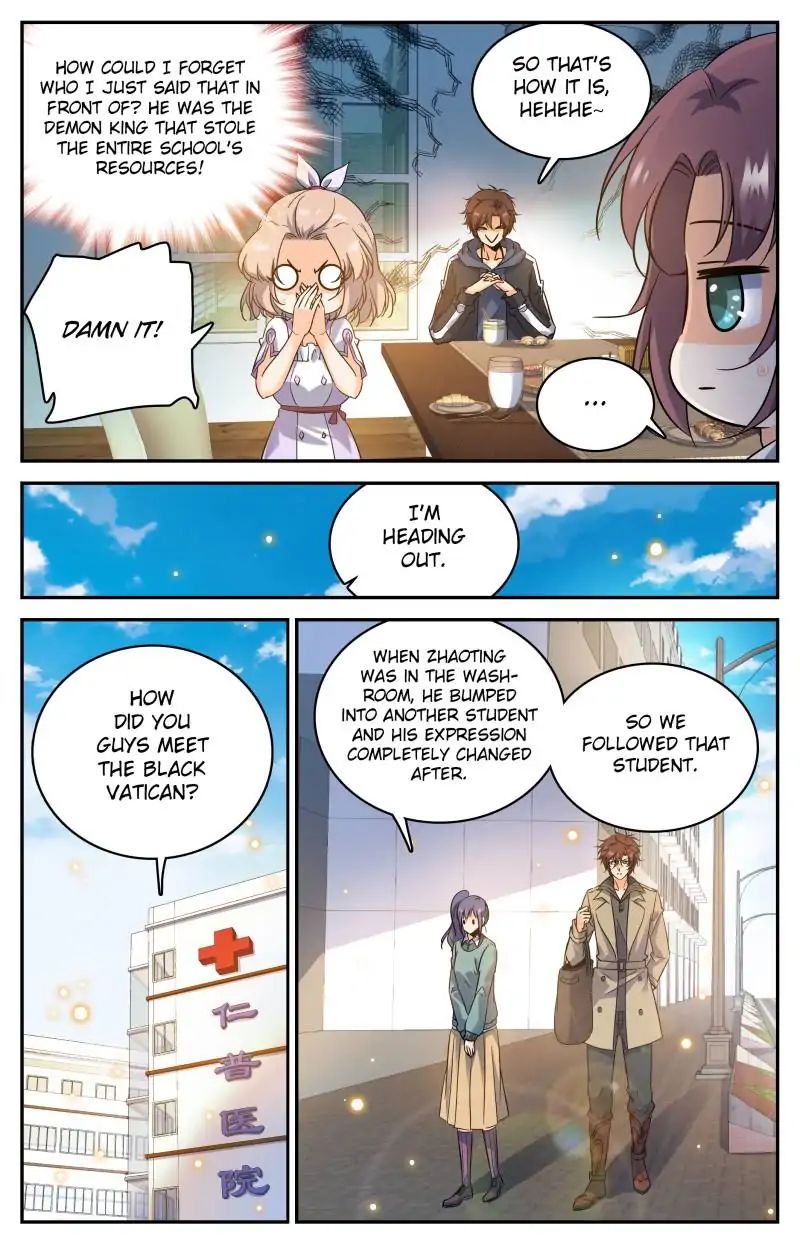 HOW COULD I FORGET
WHO I JUST SAID THAT IN
FRONT OF? HE WAS THE
DEMON KING THAT STOLE
THE ENTIRE SCHOOL'S
RESOURCES!
SO THAT'S
HOW IT IS,
HEHEHE~
DAMN IT!
...
I'M
HEADING
OUT.
HOW
DID YOU
GUYS MEET
THE BLACK
VATICAN?
仁普医院
WHEN ZHAOTING
WAS IN THE WASH-
ROOM, HE BUMPED
INTO ANOTHER STUDENT
AND HIS EXPRESSION
COMPLETELY CHANGED
AFTER.
SO WE
FOLLOWED THAT
STUDENT.